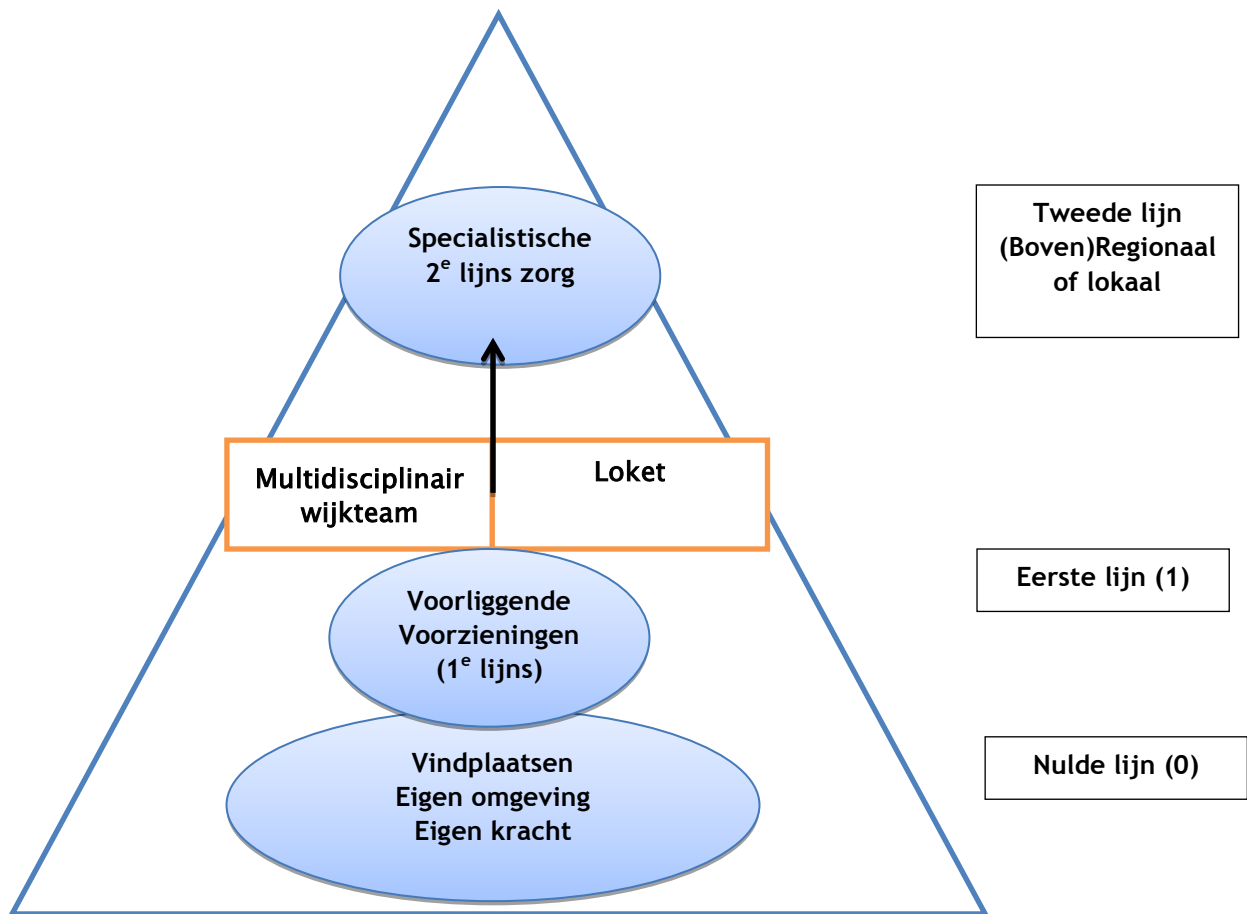 Specialistische
2e lijns zorg
Tweede lijn
(Boven)Regionaal
of lokaal
Multidisciplinair
wijkteam
Loket
Voorliggende
Voorzieningen
(1e lijns)
Eerste lijn (1)
Vindplaatsen
Eigen omgeving
Eigen kracht
Nulde lijn (0)